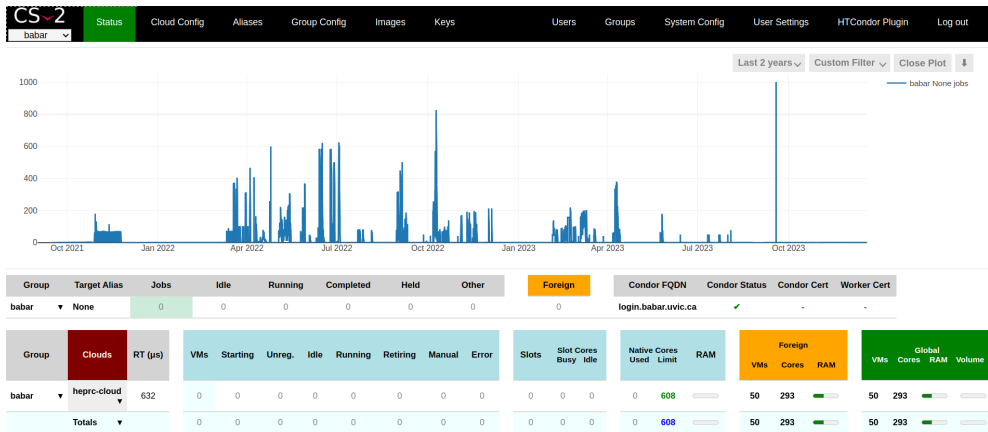 CS 2
babar
Status Cloud Config Aliases Group Config Images Keys Users Groups System Config User Settings HTCondor Plugin Log out
Last 2 years Custom Filter Close Plot ⬇
babar None jobs
1000
800
600
400
200
0
Oct 2021 Jan 2022 Apr 2022 Jul 2022 Oct 2022 Jan 2023 Apr 2023 Jul 2023 Oct 2023
Group Target Alias Jobs Idle Running Completed Held Other Foreign Condor FQDN Condor Status Condor Cert Worker Cert
babar ▼ None 0 0 0 0 0 0 0 login.babar.uvic.ca ✔ - -
Group Clouds RT (µs) VMs Starting Unreg. Idle Running Retiring Manual Error Slots Slot Cores Busy Idle Native Cores Used Limit RAM Foreign VMs Cores RAM Global VMs Cores RAM Volume
babar ▼ heprc-cloud ▼ 632 0 0 0 0 0 0 0 0 0 0 0 0 608 50 293 50 293
Totals ▼ 0 0 0 0 0 0 0 0 0 0 0 0 608 50 293 50 293